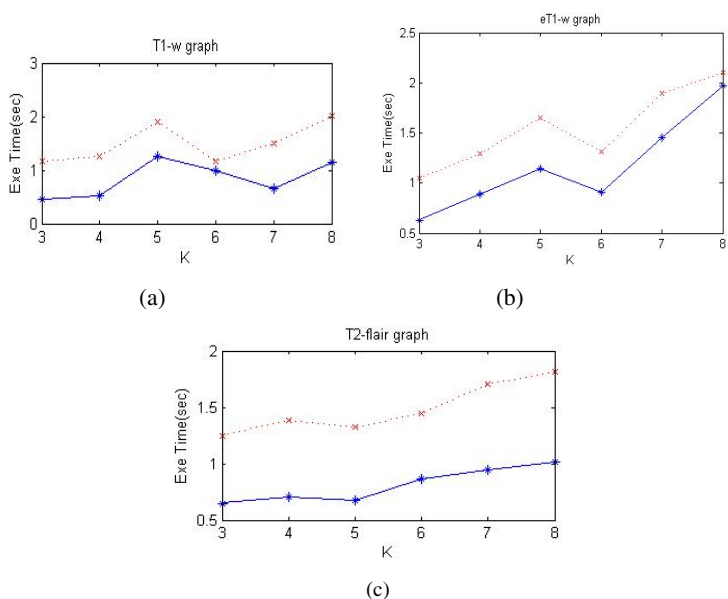 T1-w graph
3
2
1
0
Exe Time(sec)
3 4 5 6 7 8
K
(a)
eT1-w graph
2.5
2
1.5
1
0.5
Exe Time(sec)
3 4 5 6 7 8
K
(b)
T2-flair graph
2
1.5
1
0.5
Exe Time(sec)
3 4 5 6 7 8
K
(c)